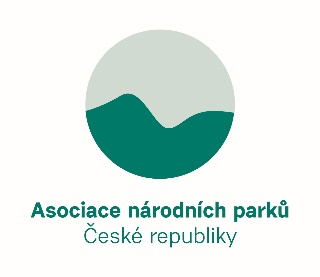 Asociace národních parků
České republiky